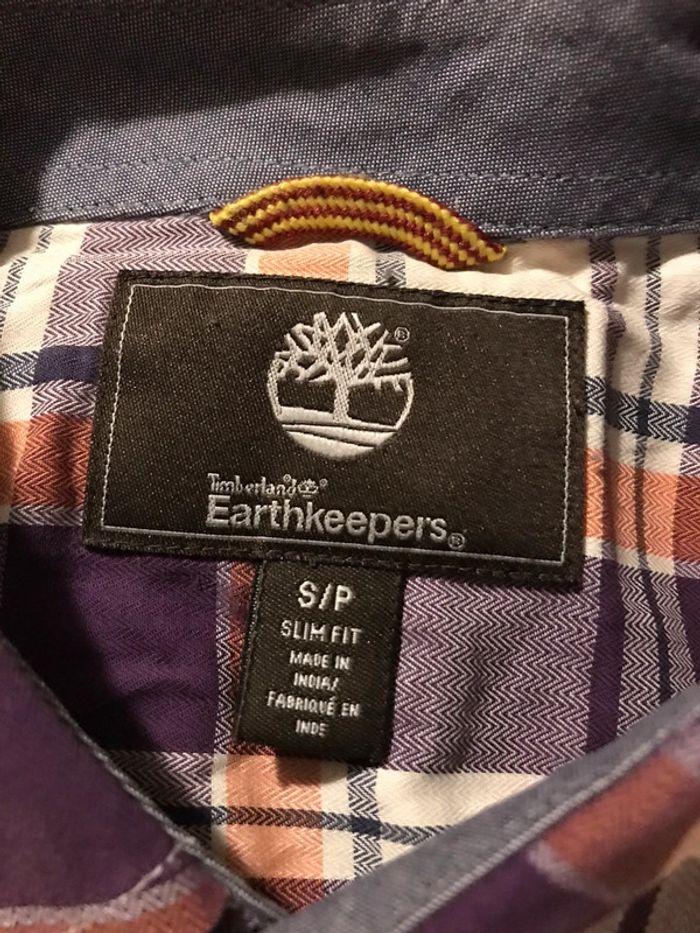 ®
Timberland®
Earthkeepers®
S/P
SLIM FIT
MADE IN
INDIA/
FABRIQUÉ EN
INDE